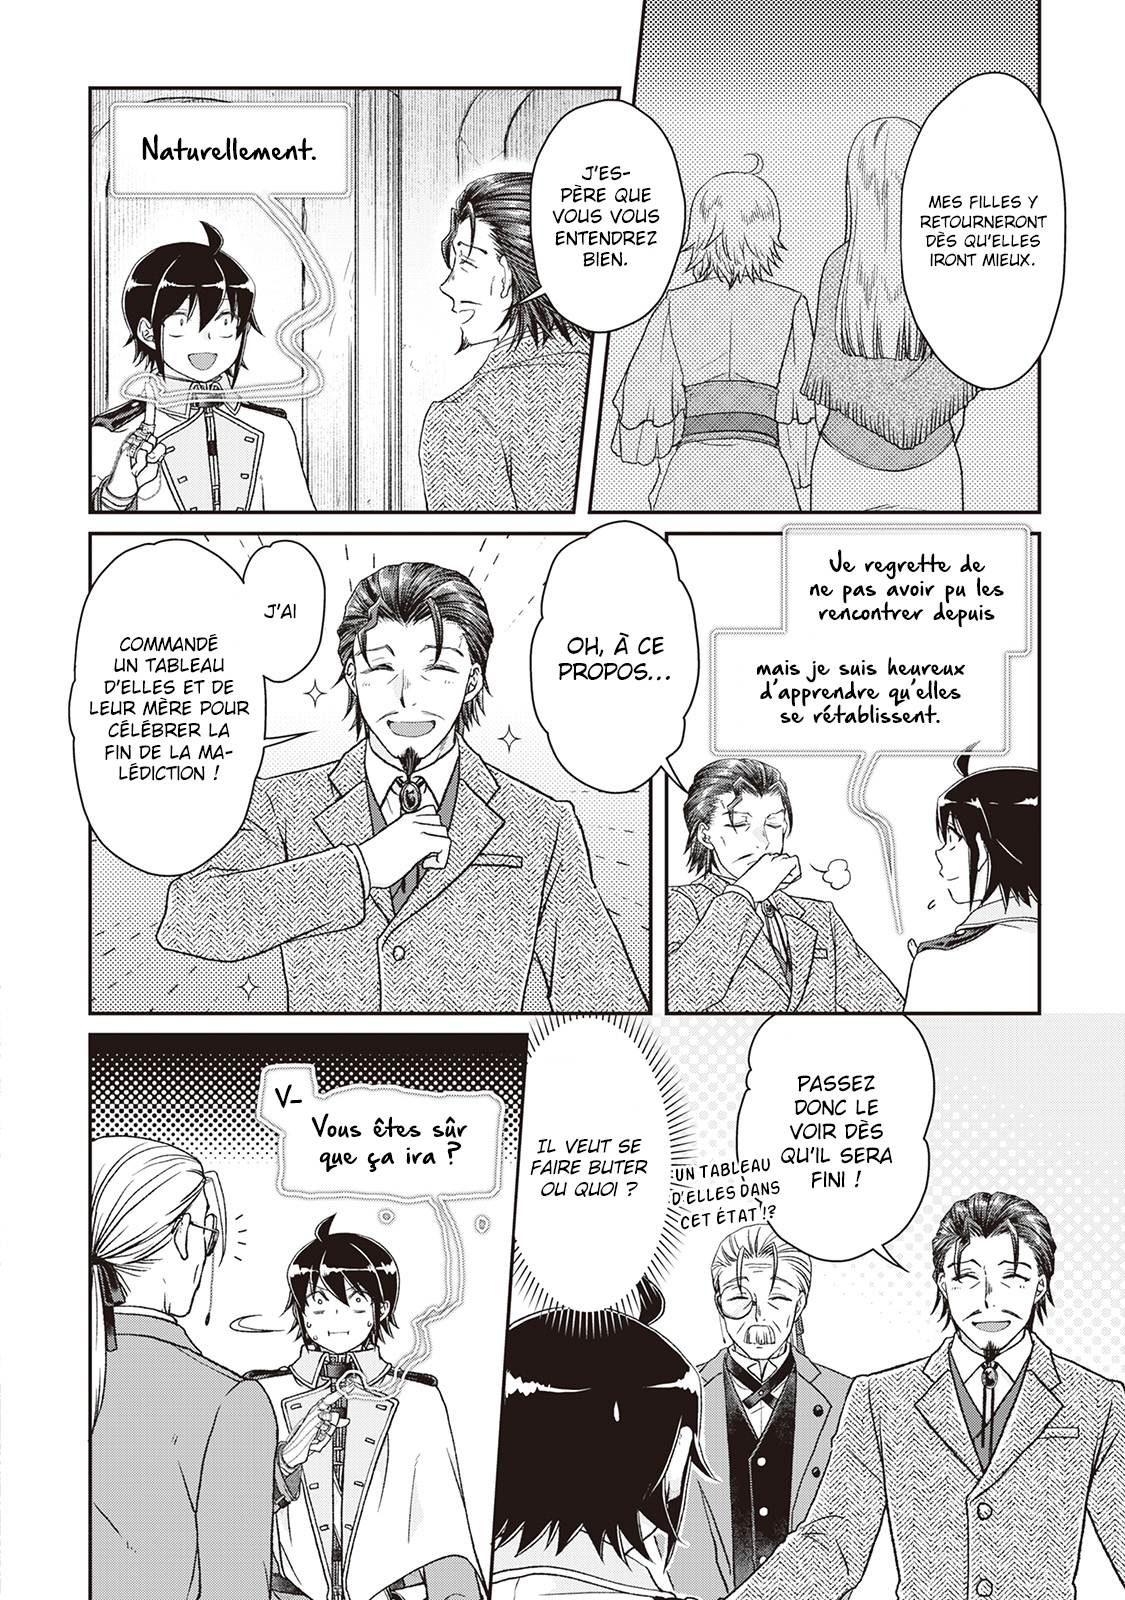 MES FILLES Y
RETOURNERONT
DÈS QU'ELLES
IRONT MIEUX.
J'ES-
PÈRE QUE
VOUS VOUS
ENTENDREZ
BIEN.
Naturellement.
Je regrette de
ne pas avoir pu les
rencontrer depuis
mais je suis heureux
d'apprendre qu'elles
se rétablissent.
OH, À CE
PROPOS...
J'AI
COMMANDÉ
UN TABLEAU
D'ELLES ET DE
LEUR MÈRE POUR
CÉLÉBRER LA
FIN DE LA MA-
LÉDICTION !
PASSEZ
DONC LE
VOIR DÈS
QU'IL SERA
FINI !
UN TABLEAU
D'ELLES DANS
CET ÉTAT !?
IL VEUT SE
FAIRE BUTER
OU QUOI ?
V-
Vous êtes sûr
que ça ira ?